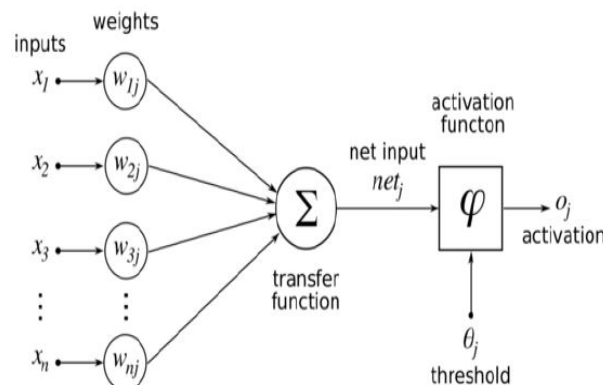 inputs
weights
x1
w1j
x2
w2j
x3
w3j
⋮
⋮
xn
wnj
Σ
transfer
function
net input
netj
activation
functon
φ
oj
activation
θj
threshold